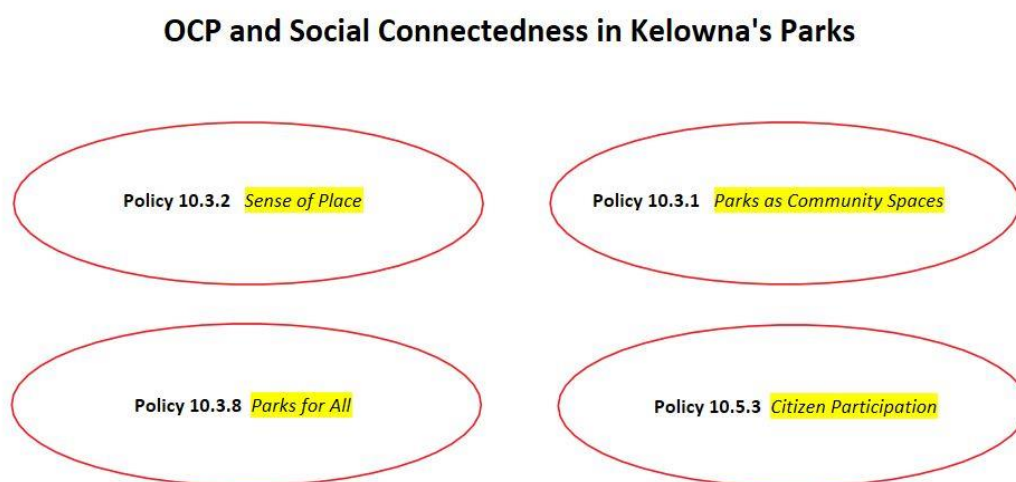 OCP and Social Connectedness in Kelowna's Parks
Policy 10.3.2 Sense of Place
Policy 10.3.1 Parks as Community Spaces
Policy 10.3.8 Parks for All
Policy 10.5.3 Citizen Participation